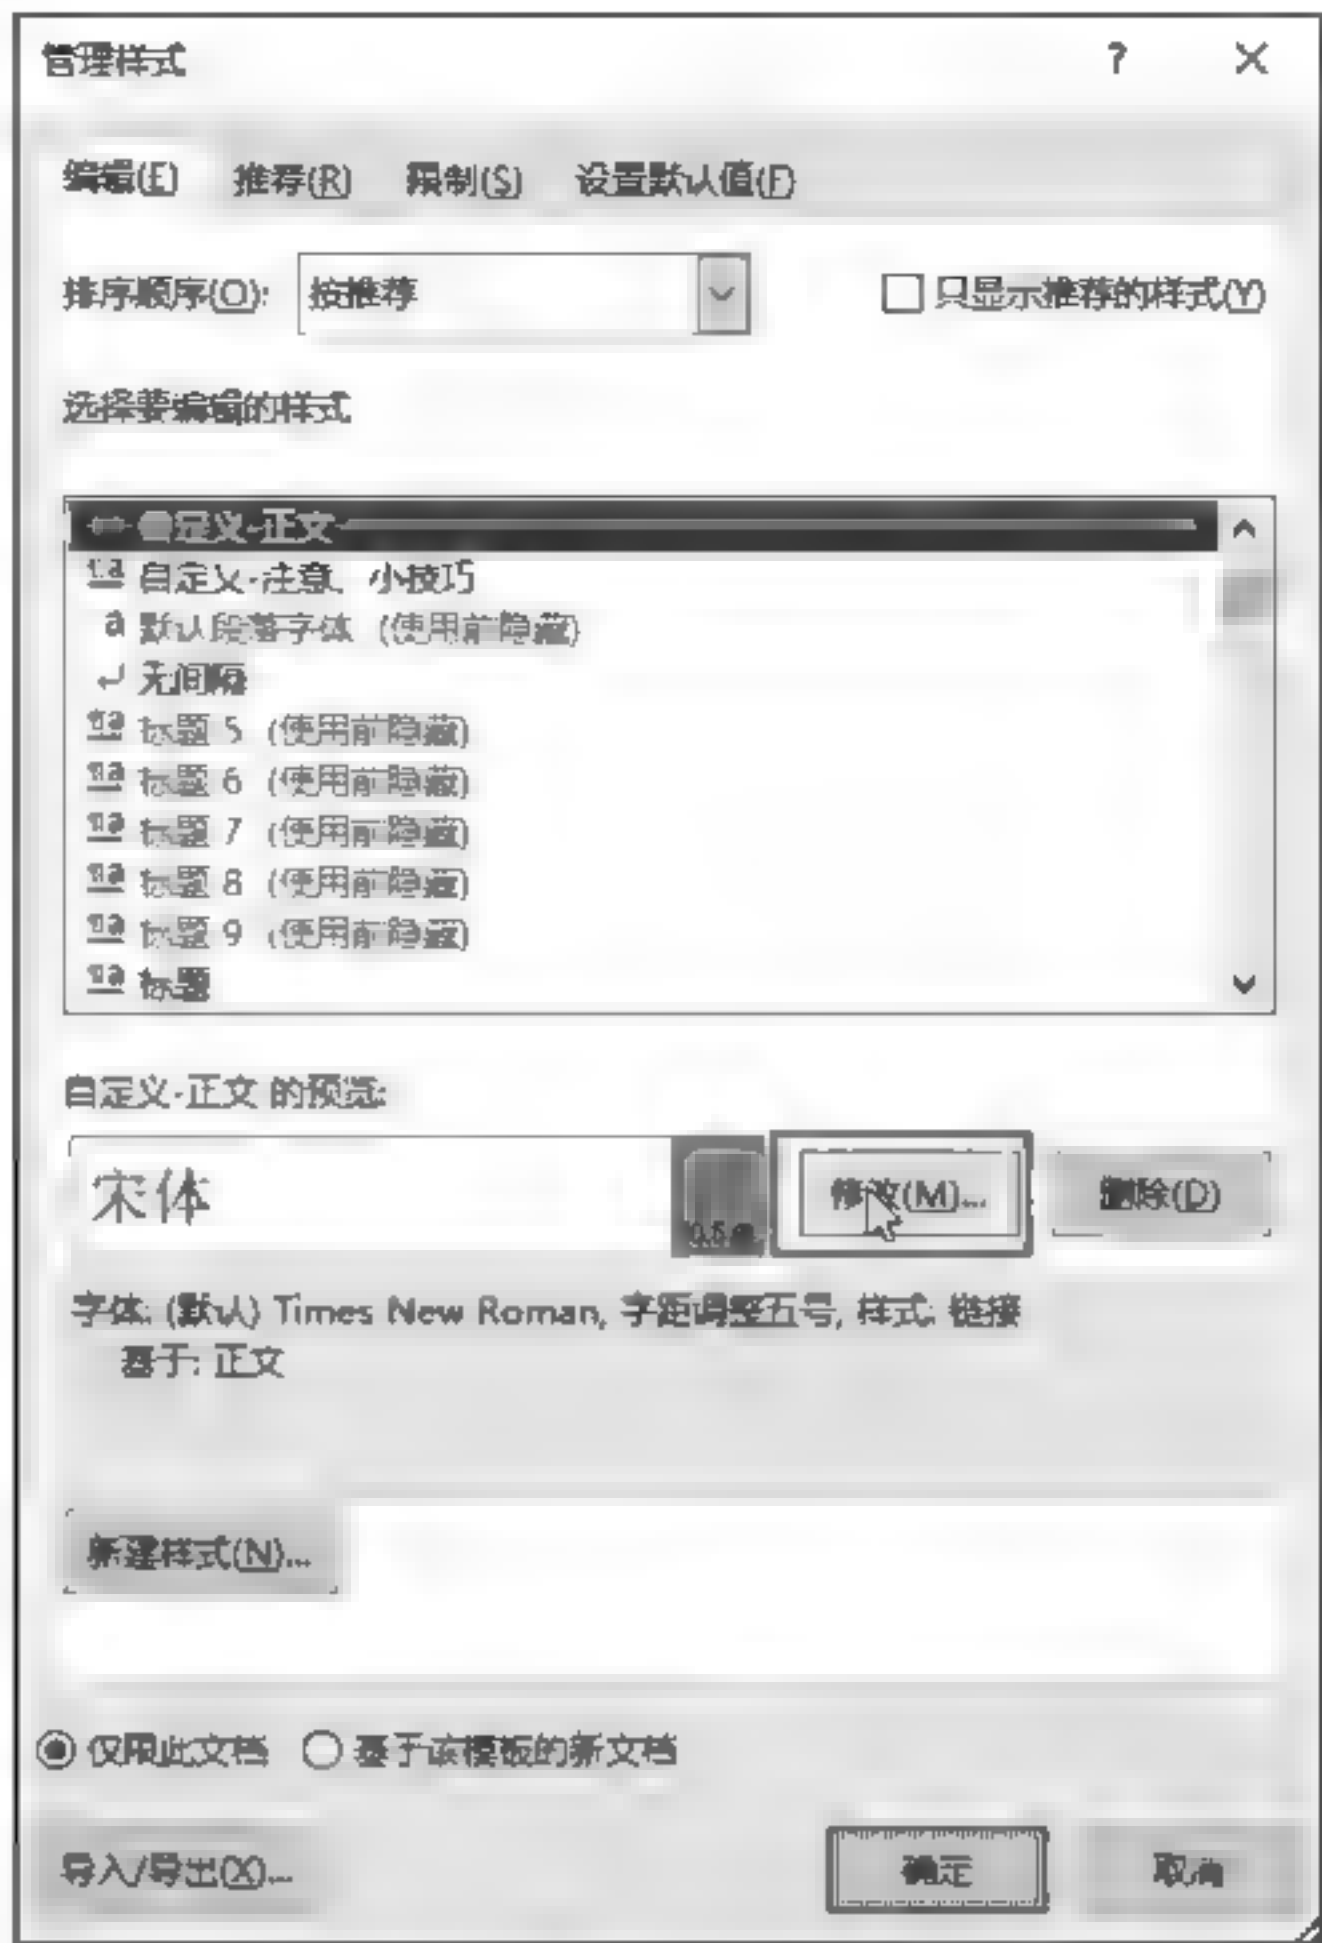 管理样式
编辑(E) 推荐(R) 限制(S) 设置默认值(F)
排序顺序(O): 按推荐 只显示推荐的样式(Y)
选择要编辑的样式
自定义-正文
自定义-注意、小技巧
默认段落字体 (使用前隐藏)
无间隔
标题 5 (使用前隐藏)
标题 6 (使用前隐藏)
标题 7 (使用前隐藏)
标题 8 (使用前隐藏)
标题 9 (使用前隐藏)
标题
自定义-正文 的预览:
宋体 修改(M)... 删除(D)
字体: (默认) Times New Roman, 字距调整五号, 样式: 链接
基于: 正文
新建样式(N)...
仅限此文档 基于该模板的新文档
导入/导出(X)... 确定 取消